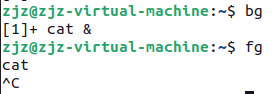 zjz@zjz-virtual-machine:~$ bg
[1]+ cat &
zjz@zjz-virtual-machine:~$ fg
cat
^C